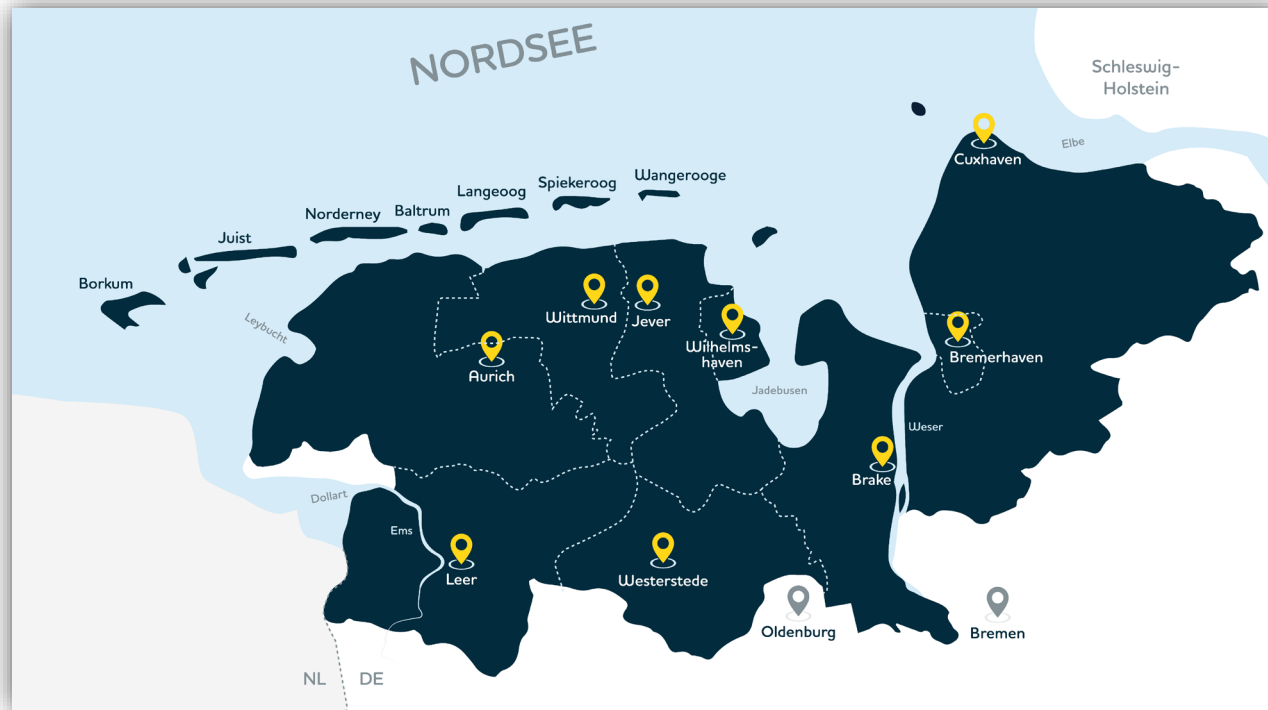 NORDSEE
Schleswig-
Holstein
Elbe
Cuxhaven
Wangerooge
Spiekeroog
Langeoog
Baltrum
Norderney
Juist
Borkum
Leybucht
Wittmund
Jever
Wilhelms-
haven
Bremerhaven
Aurich
Jadebusen
Weser
Brake
Dollart
Ems
Leer
Westerstede
Oldenburg
Bremen
NL
DE